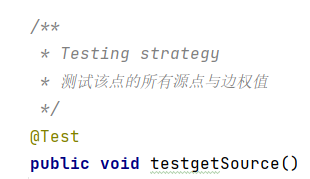 /**
 * Testing strategy
 * 测试该点的所有源点与边权值
 */
@Test
public void testgetSource()